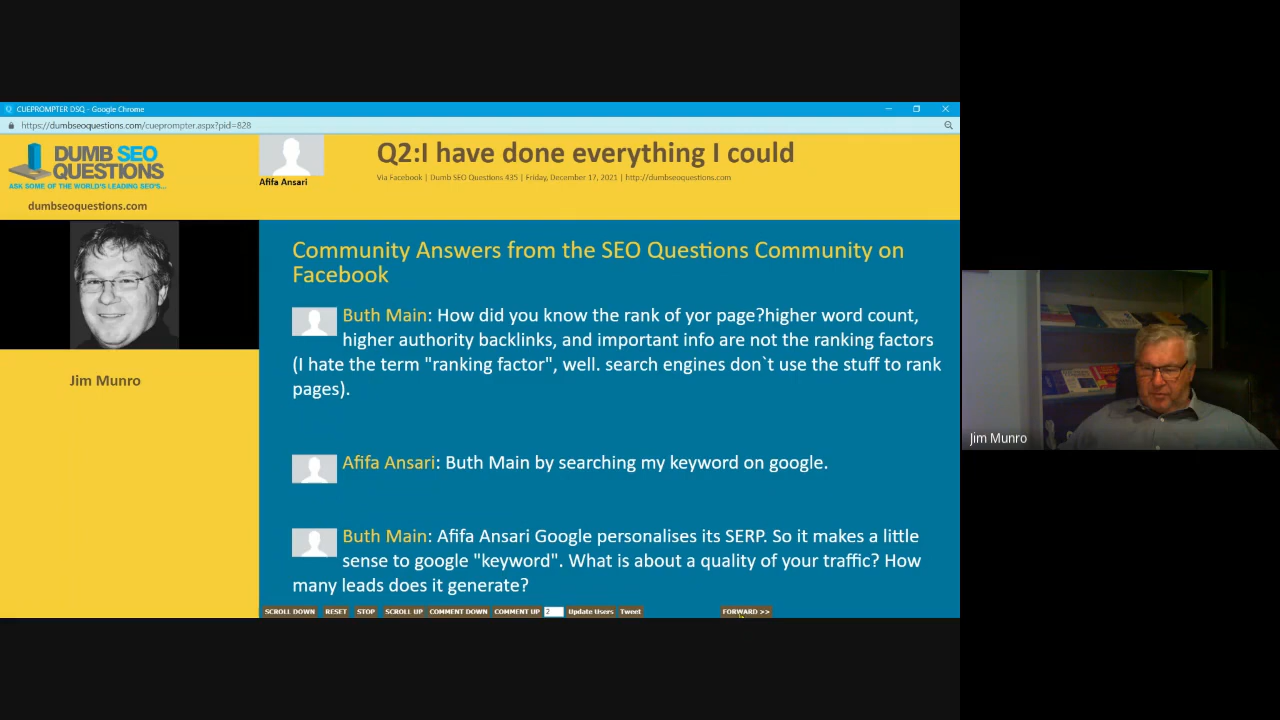 CUEPROMPTER DSQ - Google Chrome
https://dumbseoquestions.com/cueprompter.aspx?pid=828
DUMB SEO
QUESTIONS
ASK SOME OF THE WORLD'S LEADING SEO'S...
dumbseoquestions.com
Afifa Ansari
Q2:I have done everything I could
Via Facebook | Dumb SEO Questions 435 | Friday, December 17, 2021 | http://dumbseoquestions.com
Jim Munro
Community Answers from the SEO Questions Community on
Facebook
Buth Main: How did you know the rank of yor page?higher word count,
higher authority backlinks, and important info are not the ranking factors
(I hate the term "ranking factor", well. search engines don`t use the stuff to rank
pages).
Afifa Ansari: Buth Main by searching my keyword on google.
Buth Main: Afifa Ansari Google personalises its SERP. So it makes a little
sense to google "keyword". What is about a quality of your traffic? How
many leads does it generate?
SCROLL DOWN RESET STOP SCROLL UP COMMENT DOWN COMMENT UP 2 Update Users Tweet FORWARD >>
Jim Munro